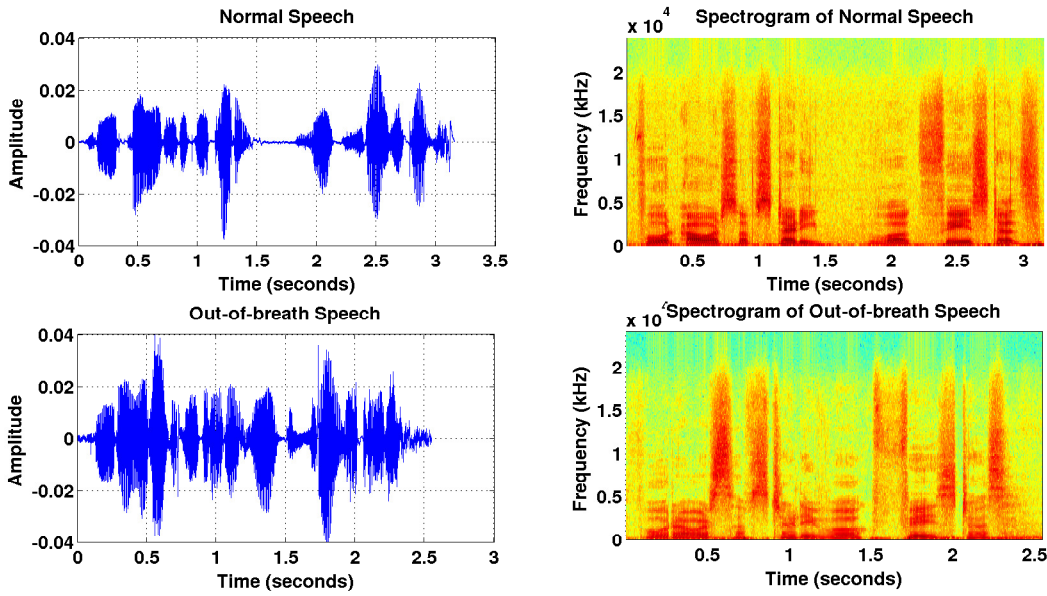 Normal Speech
0.04
0.02
0
-0.02
-0.04
Amplitude
0 0.5 1 1.5 2 2.5 3 3.5
Time (seconds)
Spectrogram of Normal Speech
x 10^4
2
1.5
1
0.5
0
Frequency (kHz)
0.5 1 1.5 2 2.5 3
Time (seconds)
Out-of-breath Speech
0.04
0.02
0
-0.02
-0.04
Amplitude
0 0.5 1 1.5 2 2.5 3
Time (seconds)
Spectrogram of Out-of-breath Speech
x 10
2
1.5
1
0.5
0
Frequency (kHz)
0.5 1 1.5 2 2.5
Time (seconds)